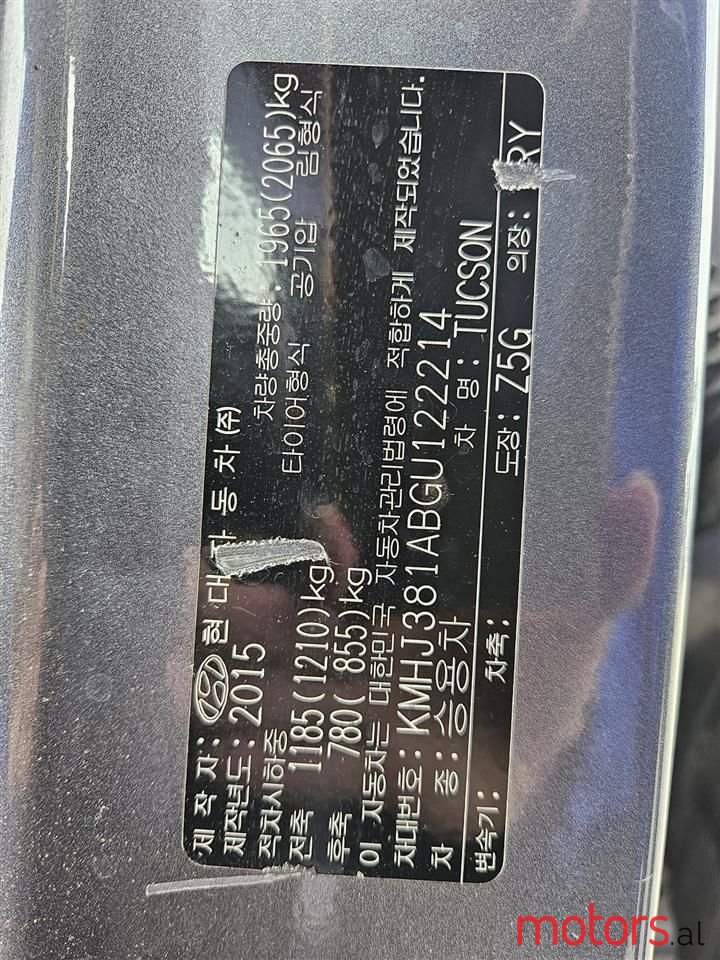 제 작 자: 현 대 자 동 차 (주)
제작년도: 2015 차량총중량: 1965(2065)kg
적차시하중 타이어형식 공기압 림형식
전축 1185(1210)kg
후축 780( 855)kg
이 자동차는 대한민국 자동차관리법령에 적합하게 제작되었습니다.
차대번호: KMHJ381ABGU122214
차 종: 승용차 차 명: TUCSON
변속기: 차축: 도장: Z5G 의장: RY
motors.al